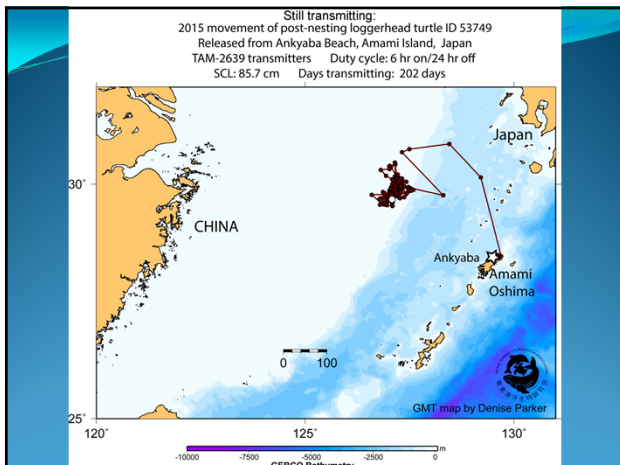 Still transmitting:
2015 movement of post-nesting loggerhead turtle ID 53749
Released from Ankyaba Beach, Amami Island, Japan
TAM-2639 transmitters Duty cycle: 6 hr on/24 hr off
SCL: 85.7 cm Days transmitting: 202 days
Japan
30°
CHINA
Ankyaba
Amami
Oshima
0 100
GMT map by Denise Parker
25°
120° 125° 130°
-10000 -7500 -5000 -2500 0 m
GEBCO Bathymetry